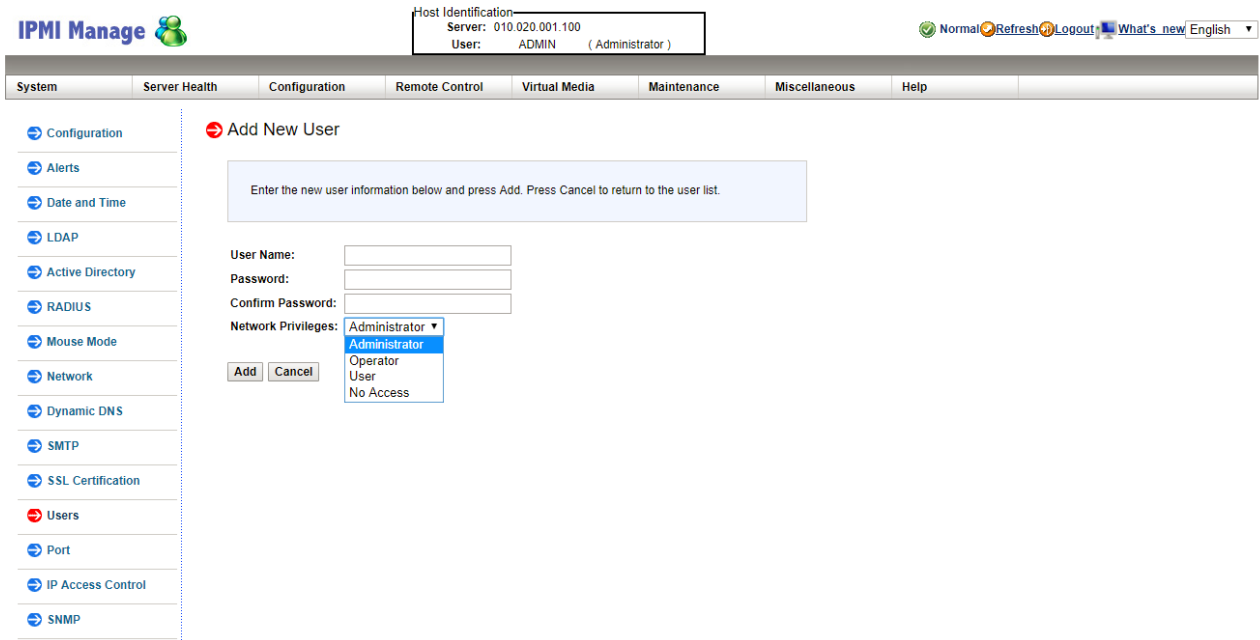 IPMI Manage
Host Identification
Server: 010.020.001.100
User: ADMIN ( Administrator )
Normal Refresh Logout What's new English
System Server Health Configuration Remote Control Virtual Media Maintenance Miscellaneous Help
Configuration
Alerts
Date and Time
LDAP
Active Directory
RADIUS
Mouse Mode
Network
Dynamic DNS
SMTP
SSL Certification
Users
Port
IP Access Control
SNMP
Add New User
Enter the new user information below and press Add. Press Cancel to return to the user list.
User Name:
Password:
Confirm Password:
Network Privileges: Administrator
Administrator
Operator
User
No Access
Add Cancel